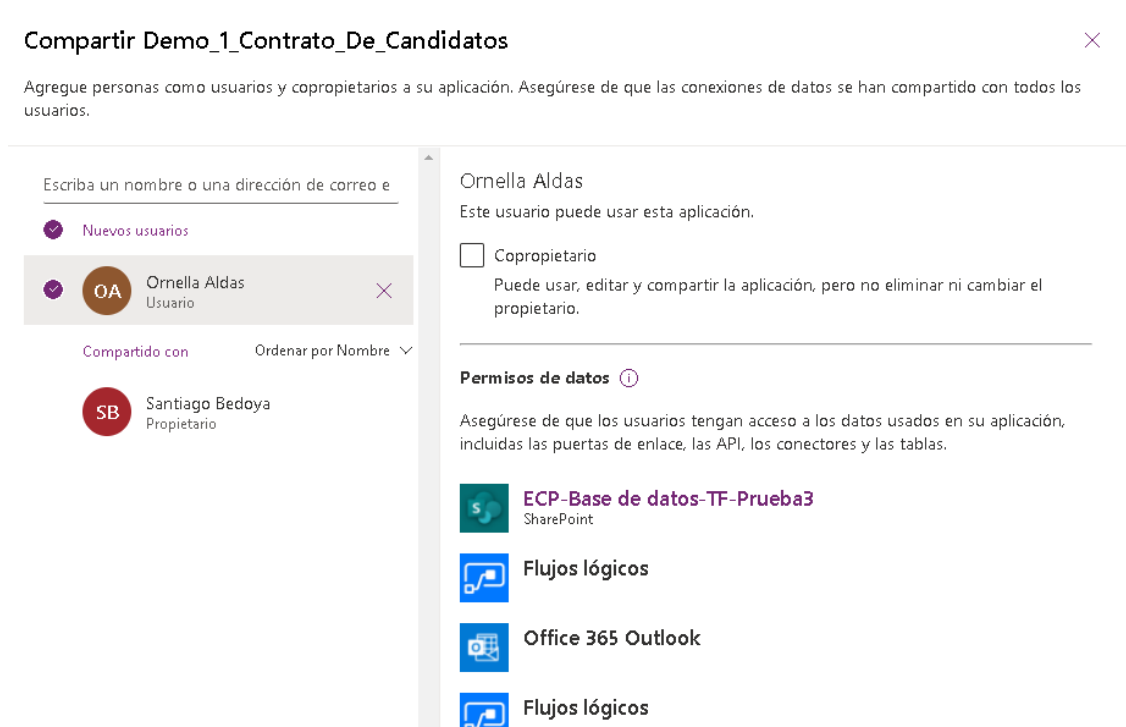 Compartir Demo_1_Contrato_De_Candidatos
Agregue personas como usuarios y copropietarios a su aplicación. Asegúrese de que las conexiones de datos se han compartido con todos los
usuarios.
Escriba un nombre o una dirección de correo e
Nuevos usuarios
OA
Ornella Aldas
Usuario
Compartido con
Ordenar por Nombre
SB
Santiago Bedoya
Propietario
Ornella Aldas
Este usuario puede usar esta aplicación.
Copropietario
Puede usar, editar y compartir la aplicación, pero no eliminar ni cambiar el
propietario.
Permisos de datos
Asegúrese de que los usuarios tengan acceso a los datos usados en su aplicación,
incluidas las puertas de enlace, las API, los conectores y las tablas.
S
ECP-Base de datos-TF-Prueba3
SharePoint
Flujos lógicos
Office 365 Outlook
Flujos lógicos